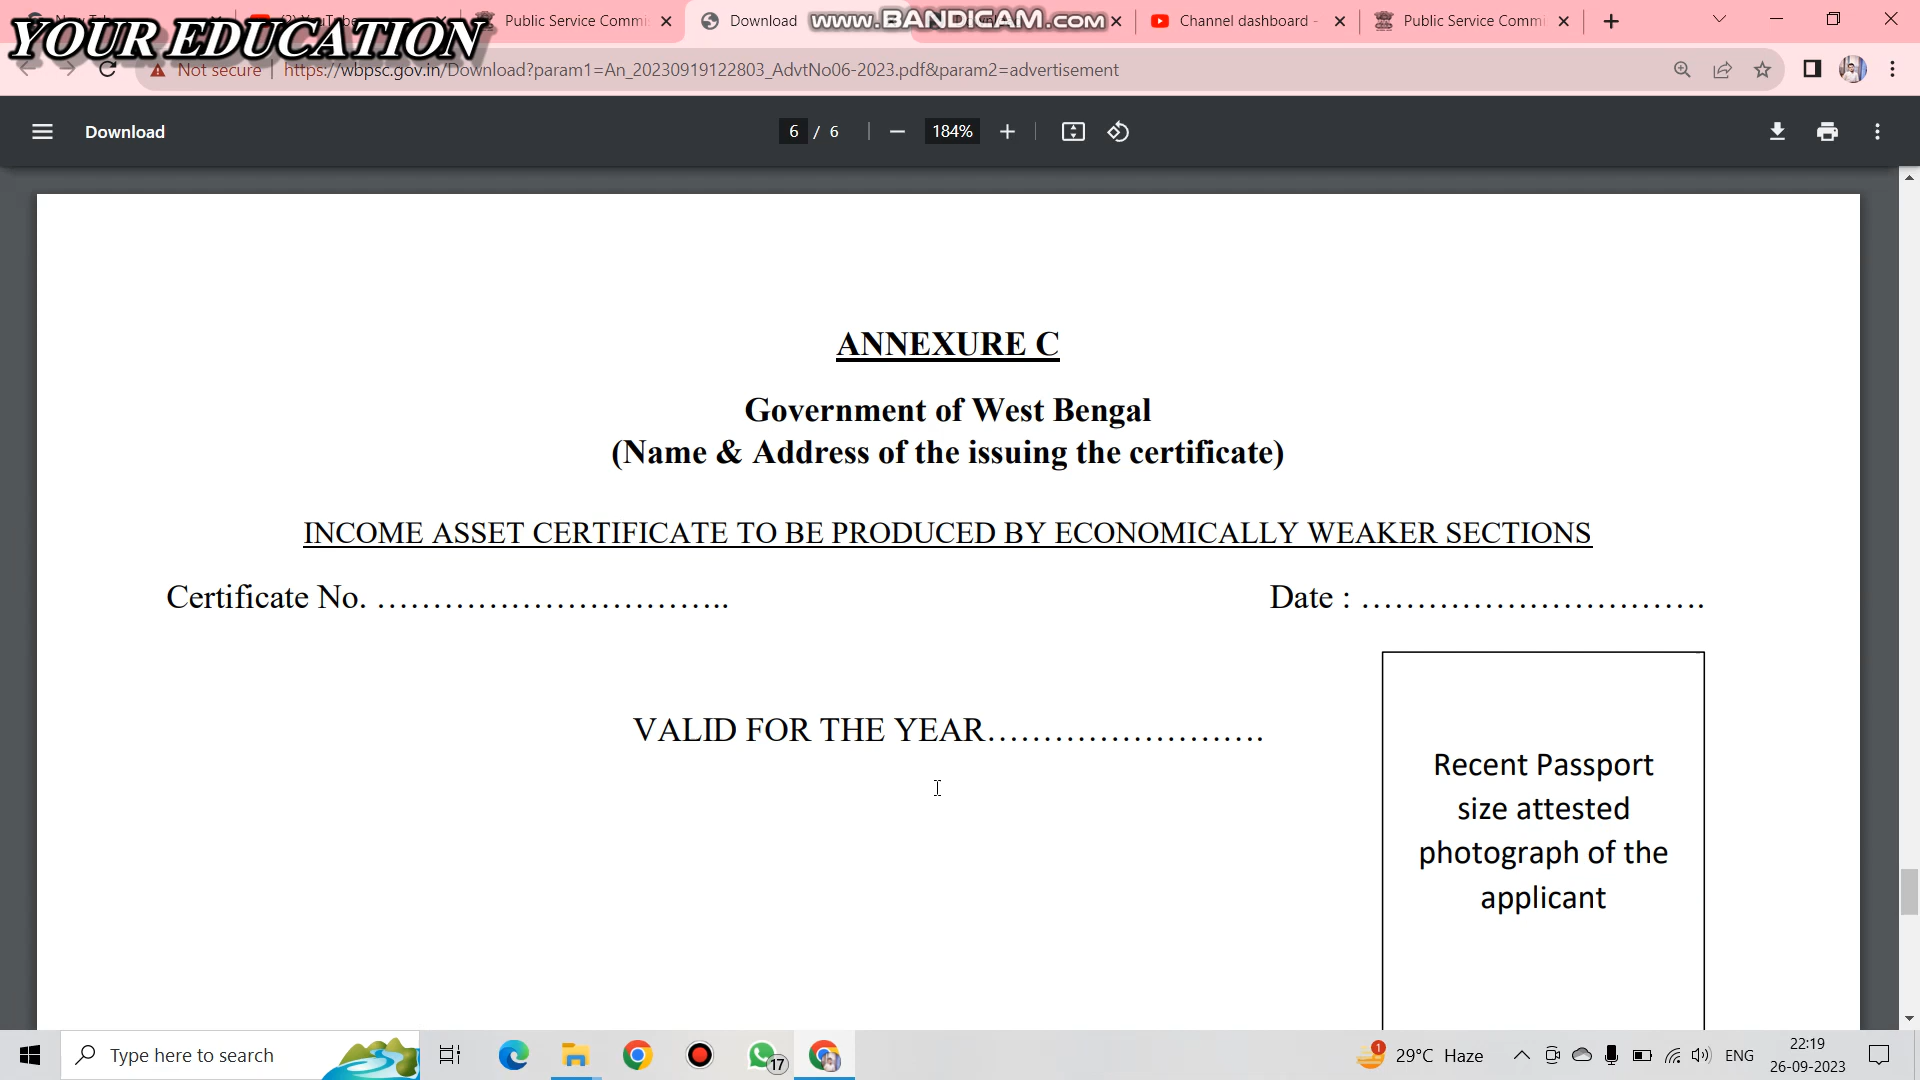 YOUR EDUCATION
Public Service Commi
Download
www.BANDICAM.com
Channel dashboard -
Public Service Commi
Not secure
https://wbpsc.gov.in/Download?param1=An_20230919122803_AdvtNo06-2023.pdf&param2=advertisement
Download
6 / 6
184%
ANNEXURE C
Government of West Bengal
(Name & Address of the issuing the certificate)
INCOME ASSET CERTIFICATE TO BE PRODUCED BY ECONOMICALLY WEAKER SECTIONS
Certificate No. ……………………………..
Date : ………………………….
VALID FOR THE YEAR…………………….
Recent Passport
size attested
photograph of the
applicant
Type here to search
17
1
29°C Haze
ENG
22:19
26-09-2023